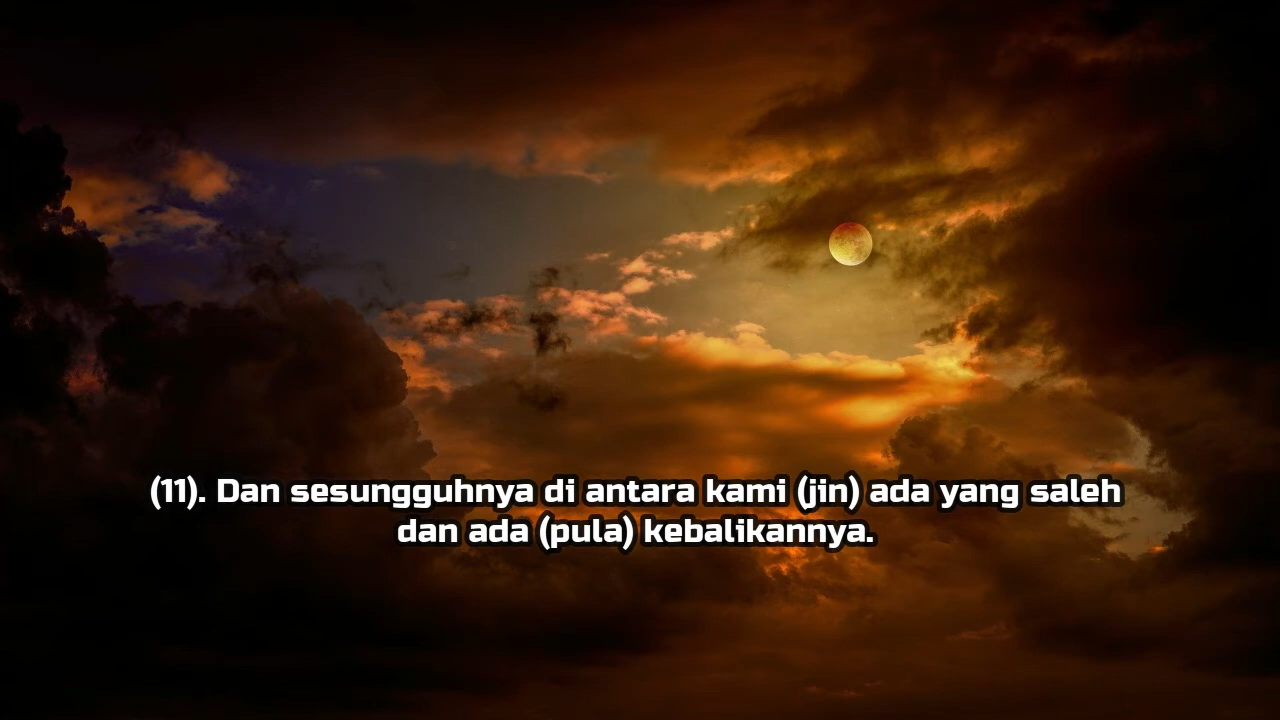 (11). Dan sesungguhnya di antara kami (jin) ada yang saleh
dan ada (pula) kebalikannya.